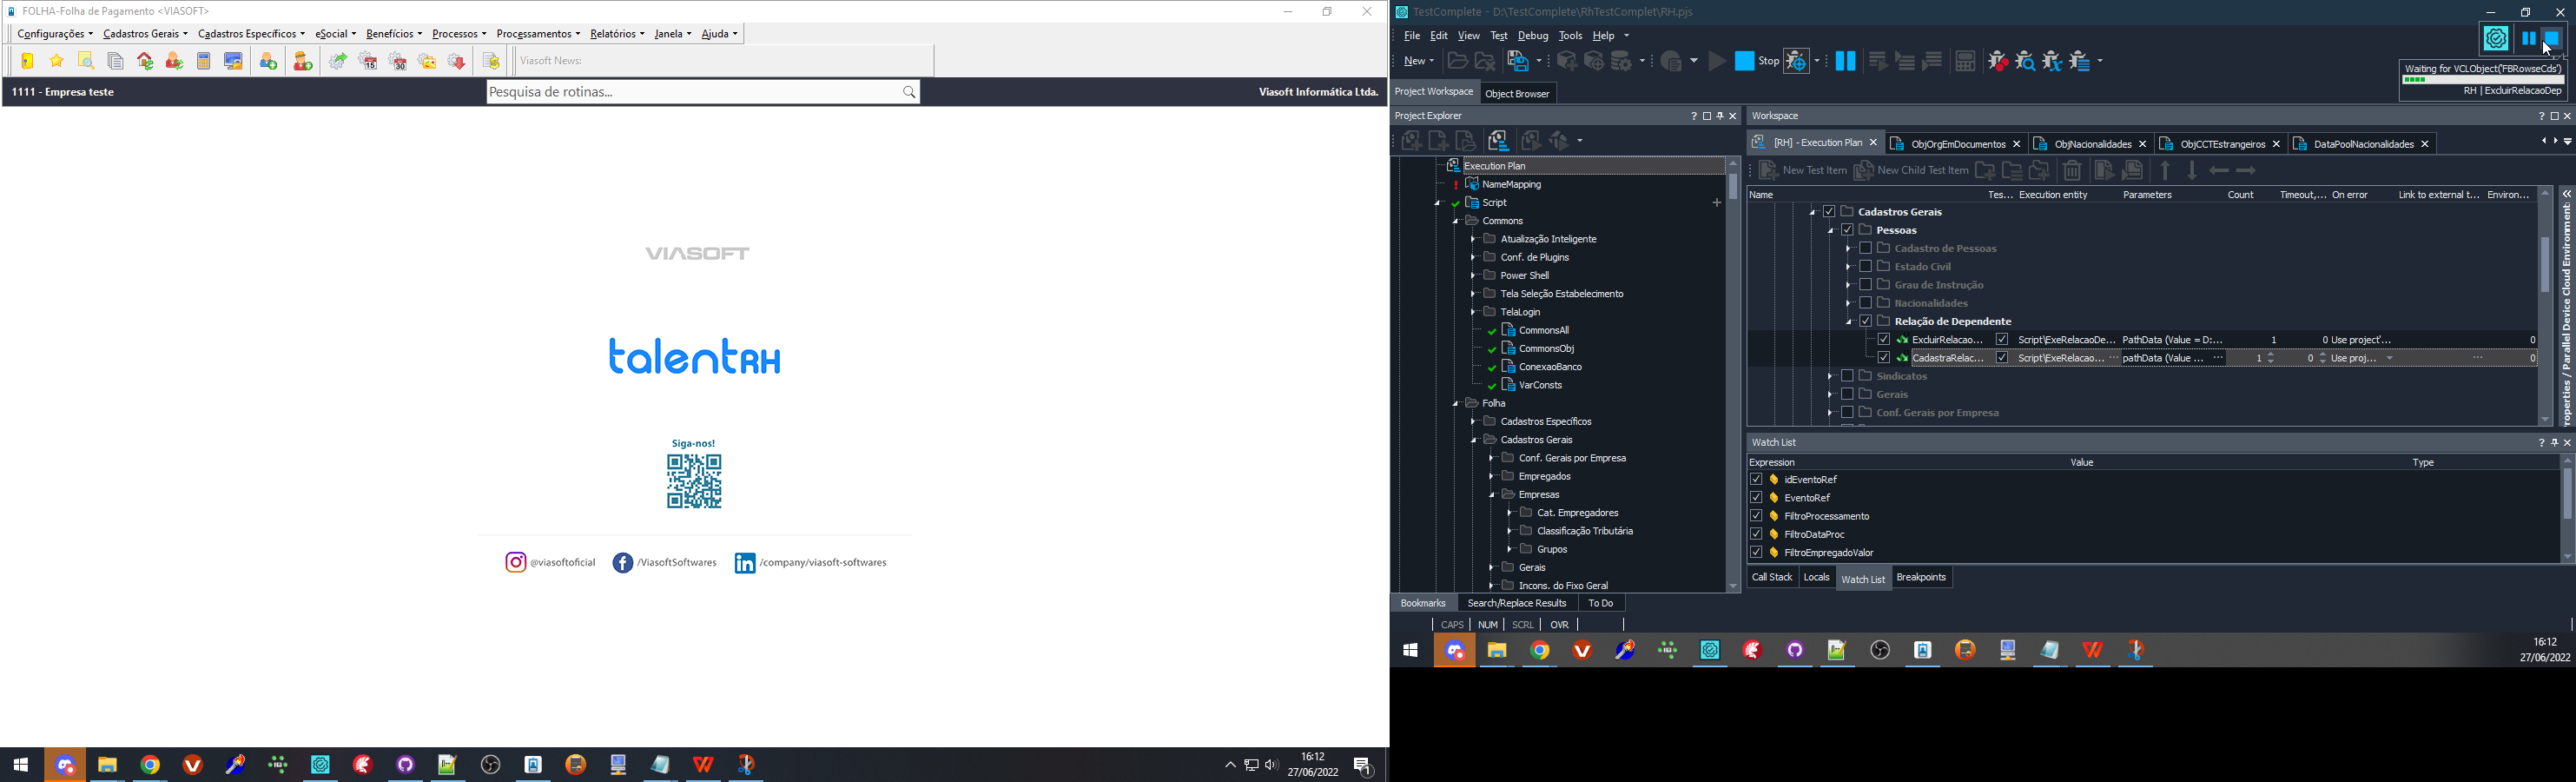 FOLHA-Folha de Pagamento <VIASOFT>
Configurações Cadastros Gerais Cadastros Específicos eSocial Benefícios Processos Processamentos Relatórios Janela Ajuda
15 30 Viasoft News:
1111 - Empresa teste Pesquisa de rotinas... Viasoft Informática Ltda.
VIASOFT
talentRH
Siga-nos!
@viasoftoficial /ViasoftSoftwares /company/viasoft-softwares
16:12
27/06/2022
1
TestComplete - D:\TestComplete\RhTestComplet\RH.pjs
File Edit View Test Debug Tools Help
New Stop
Waiting for VCLObject('FBRowseCds')
RH | ExcluirRelacaoDep
Project Workspace Object Browser
Project Explorer
Execution Plan
NameMapping
Script
Commons
Atualização Inteligente
Conf. de Plugins
Power Shell
Tela Seleção Estabelecimento
TelaLogin
CommonsAll
CommonsObj
ConexaoBanco
VarConsts
Folha
Cadastros Específicos
Cadastros Gerais
Conf. Gerais por Empresa
Empregados
Empresas
Cat. Empregadores
Classificação Tributária
Grupos
Gerais
Incons. do Fixo Geral
Bookmarks Search/Replace Results To Do
CAPS NUM SCRL OVR
Workspace
[RH] - Execution Plan ObjOrgEmDocumentos ObjNacionalidades ObjCCTEstrangeiros DataPoolNacionalidades
New Test Item New Child Test Item
Name Tes... Execution entity Parameters Count Timeout,... On error Link to external t... Environ...
Cadastros Gerais
Pessoas
Cadastro de Pessoas
Estado Civil
Grau de Instrução
Nacionalidades
Relação de Dependente
ExcluirRelacao... Script\ExeRelacaoDe... PathData (Value = D:... 1 0 Use project'... 0
CadastraRelac... Script\ExeRelacao... ... pathData (Value ... ... 1 0 Use proj... ... 0
Sindicatos
Gerais
Conf. Gerais por Empresa
roperties / Parallel Device Cloud Environment:
Watch List
Expression Value Type
idEventoRef
EventoRef
FiltroProcessamento
FiltroDataProc
FiltroEmpregadoValor
Call Stack Locals Watch List Breakpoints
16:12
27/06/2022